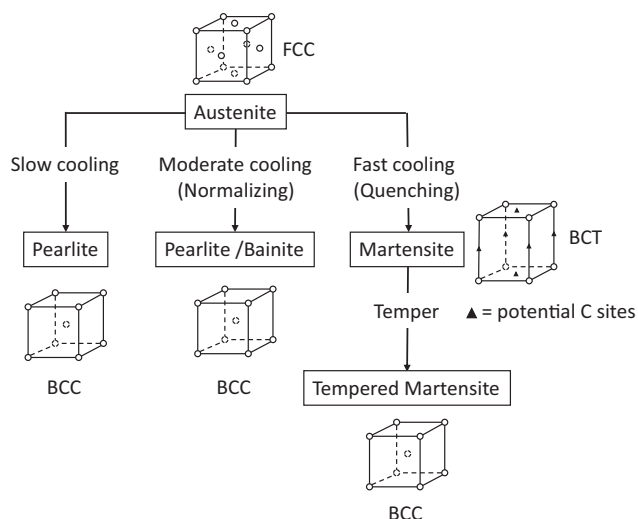 FCC
Austenite
Slow cooling
Moderate cooling
(Normalizing)
Fast cooling
(Quenching)
Pearlite
Pearlite /Bainite
Martensite
BCT
Temper
▲ = potential C sites
BCC
BCC
Tempered Martensite
BCC